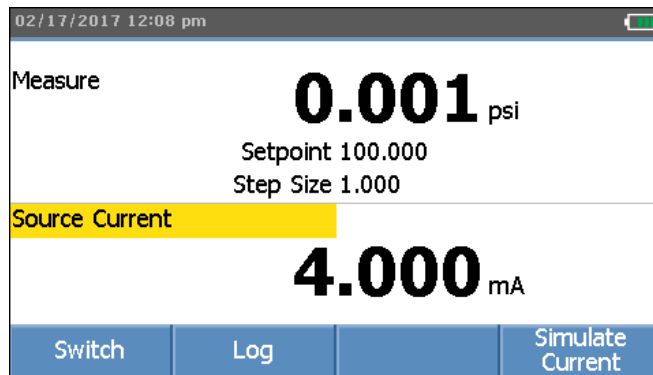 02/17/2017 12:08 pm
Measure
0.001 psi
Setpoint 100.000
Step Size 1.000
Source Current
4.000 mA
Switch
Log
Simulate
Current